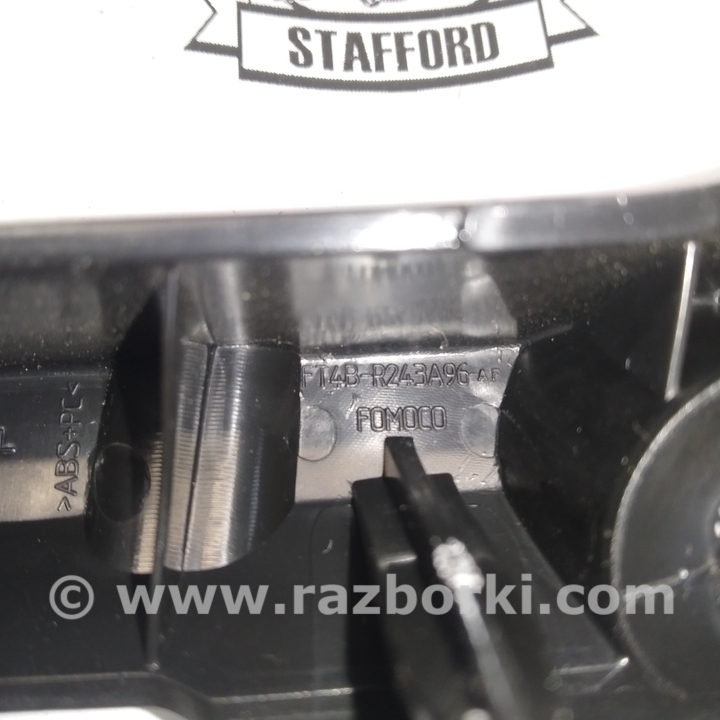 STAFFORD
FT4B-R243A96-AF
FOMOCO
>ABS+PC<
© www.razborki.com